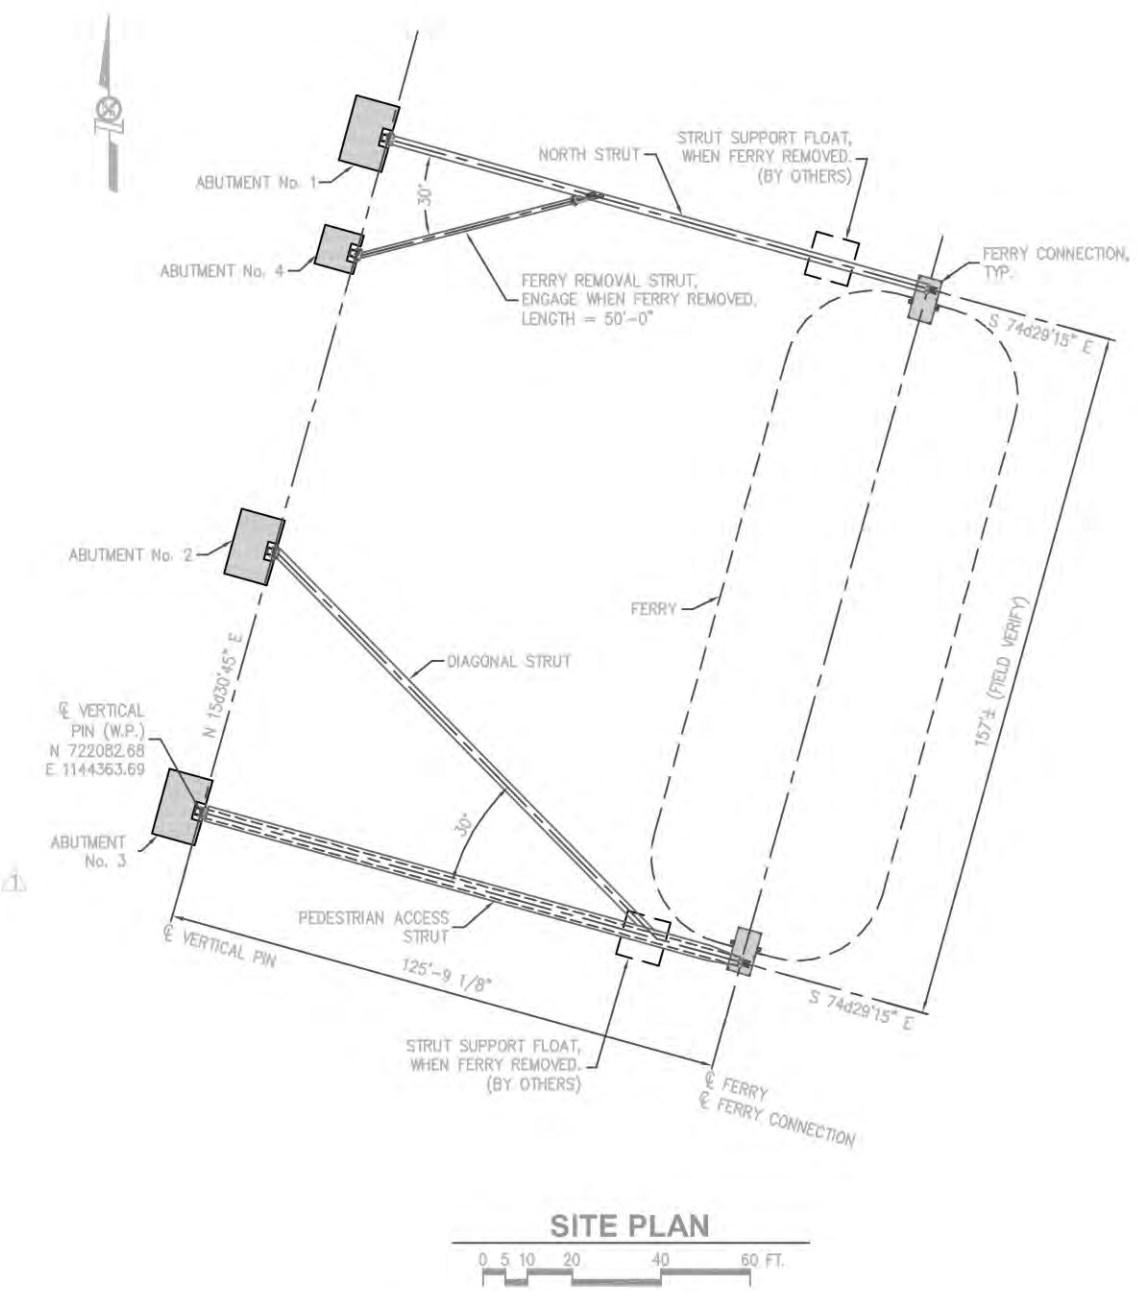 STRUT SUPPORT FLOAT,
WHEN FERRY REMOVED.
(BY OTHERS)
NORTH STRUT
ABUTMENT No. 1
30°
FERRY CONNECTION,
TYP.
ABUTMENT No. 4
FERRY REMOVAL STRUT,
ENGAGE WHEN FERRY REMOVED,
LENGTH = 50'-0"
S 74d29'15" E
ABUTMENT No. 2
FERRY
157'± (FIELD VERIFY)
DIAGONAL STRUT
N 15d30'45" E
℄ VERTICAL
PIN (W.P.)
N 722082.68
E 1144363.69
30°
ABUTMENT
No. 3
1
PEDESTRIAN ACCESS
STRUT
℄ VERTICAL PIN
125'-9 1/8"
S 74d29'15" E
STRUT SUPPORT FLOAT,
WHEN FERRY REMOVED.
(BY OTHERS)
℄ FERRY
℄ FERRY CONNECTION
SITE PLAN
0 5 10 20 40 60 FT.